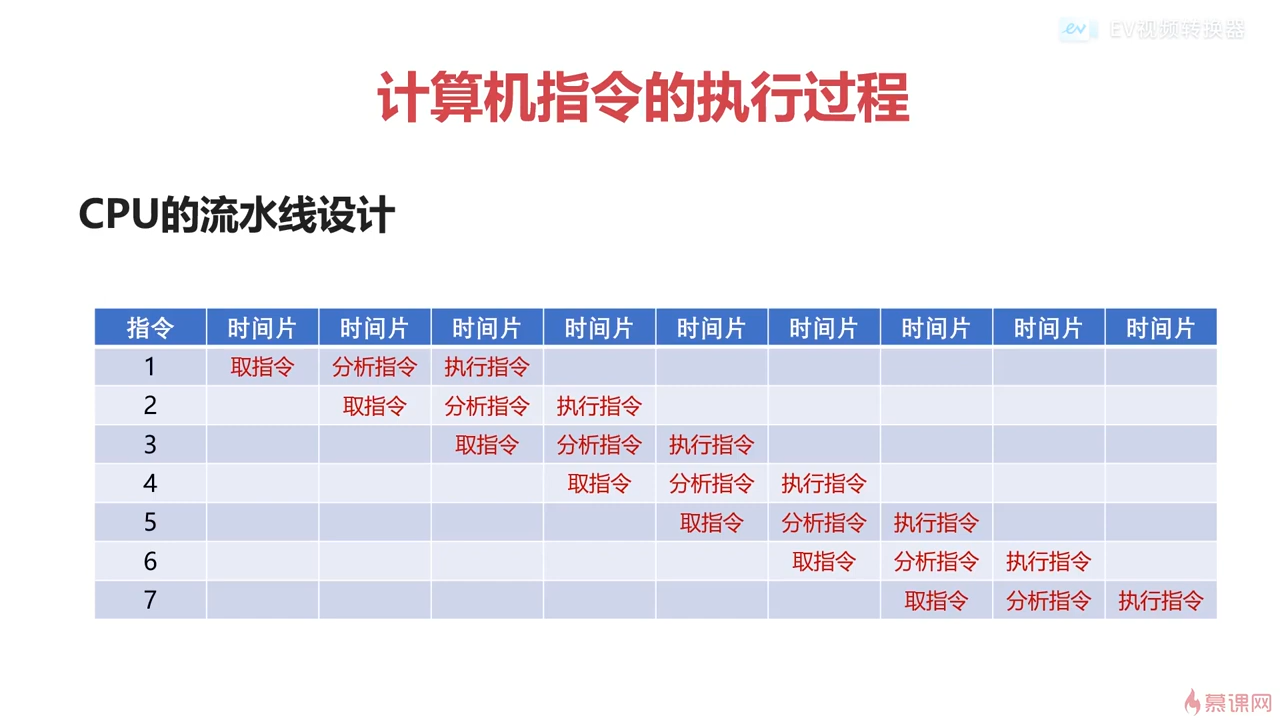 EV视频转换器
计算机指令的执行过程
CPU的流水线设计
指令 时间片 时间片 时间片 时间片 时间片 时间片 时间片 时间片 时间片
1 取指令 分析指令 执行指令
2 取指令 分析指令 执行指令
3 取指令 分析指令 执行指令
4 取指令 分析指令 执行指令
5 取指令 分析指令 执行指令
6 取指令 分析指令 执行指令
7 取指令 分析指令 执行指令
慕课网